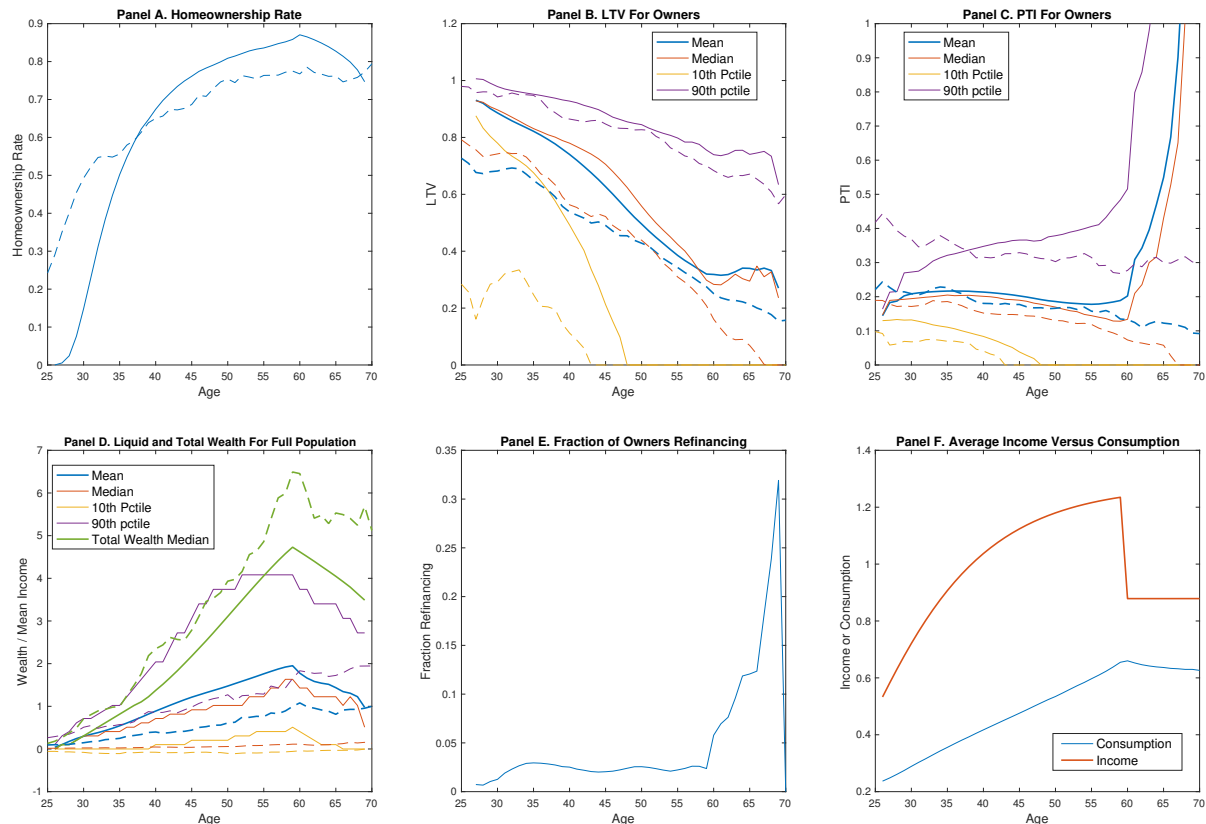 Panel A. Homeownership Rate
Homeownership Rate
0.9
0.8
0.7
0.6
0.5
0.4
0.3
0.2
0.1
0
25 30 35 40 45 50 55 60 65 70
Age
Panel B. LTV For Owners
Mean
Median
10th Pctile
90th pctile
LTV
1.2
1
0.8
0.6
0.4
0.2
0
25 30 35 40 45 50 55 60 65 70
Age
Panel C. PTI For Owners
Mean
Median
10th Pctile
90th pctile
PTI
1
0.9
0.8
0.7
0.6
0.5
0.4
0.3
0.2
0.1
0
25 30 35 40 45 50 55 60 65 70
Age
Panel D. Liquid and Total Wealth For Full Population
Mean
Median
10th Pctile
90th pctile
Total Wealth Median
Wealth / Mean Income
7
6
5
4
3
2
1
0
-1
25 30 35 40 45 50 55 60 65 70
Age
Panel E. Fraction of Owners Refinancing
Fraction Refinancing
0.35
0.3
0.25
0.2
0.15
0.1
0.05
0
25 30 35 40 45 50 55 60 65 70
Age
Panel F. Average Income Versus Consumption
Income or Consumption
1.4
1.2
1
0.8
0.6
0.4
0.2
Consumption
Income
25 30 35 40 45 50 55 60 65 70
Age